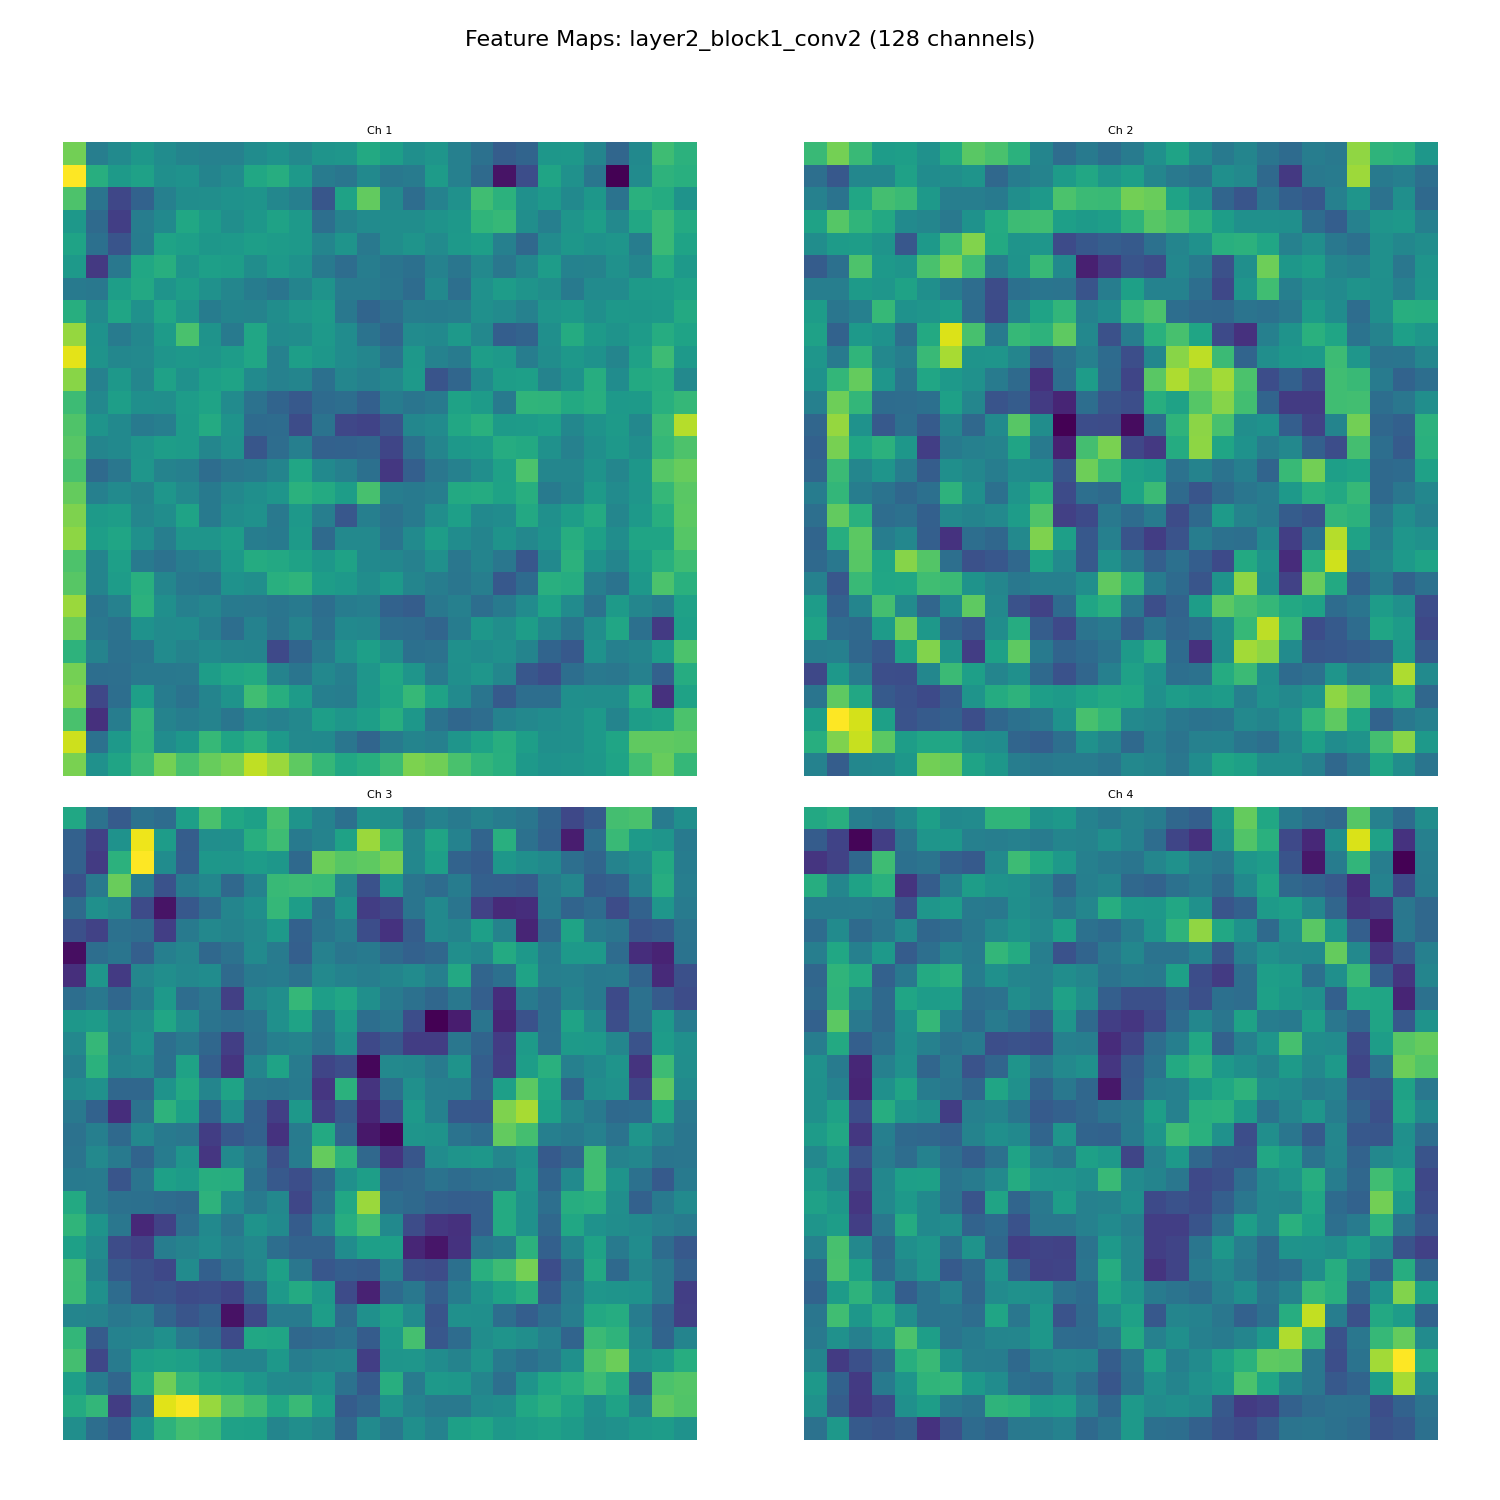 Feature Maps: layer2_block1_conv2 (128 channels)
Ch 1
Ch 2
Ch 3
Ch 4